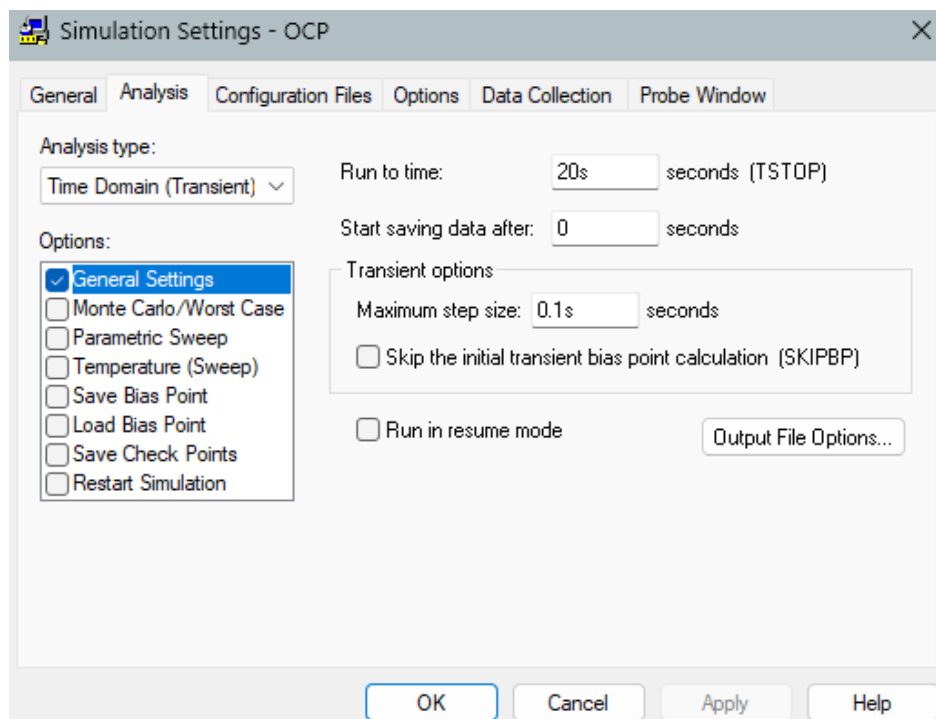 Simulation Settings - OCP
General Analysis Configuration Files Options Data Collection Probe Window
Analysis type:
Time Domain (Transient)
Options:
General Settings
Monte Carlo/Worst Case
Parametric Sweep
Temperature (Sweep)
Save Bias Point
Load Bias Point
Save Check Points
Restart Simulation
Run to time: 20s seconds (TSTOP)
Start saving data after: 0 seconds
Transient options
Maximum step size: 0.1s seconds
Skip the initial transient bias point calculation (SKIPBP)
Run in resume mode
Output File Options...
OK Cancel Apply Help